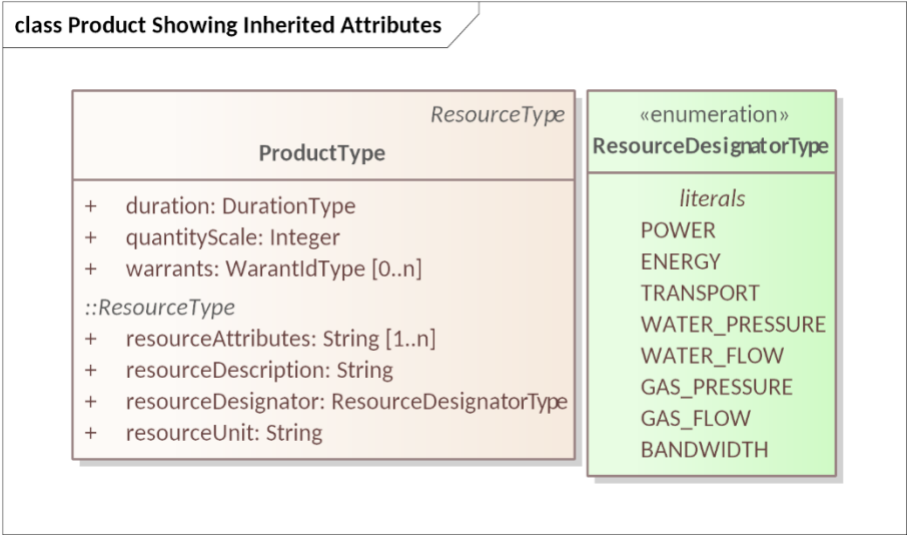 class Product Showing Inherited Attributes
ResourceType
ProductType
+ duration: DurationType
+ quantityScale: Integer
+ warrants: WarantIdType [0..n]
::ResourceType
+ resourceAttributes: String [1..n]
+ resourceDescription: String
+ resourceDesignator: ResourceDesignatorType
+ resourceUnit: String
«enumeration»
ResourceDesignatorType
literals
POWER
ENERGY
TRANSPORT
WATER_PRESSURE
WATER_FLOW
GAS_PRESSURE
GAS_FLOW
BANDWIDTH